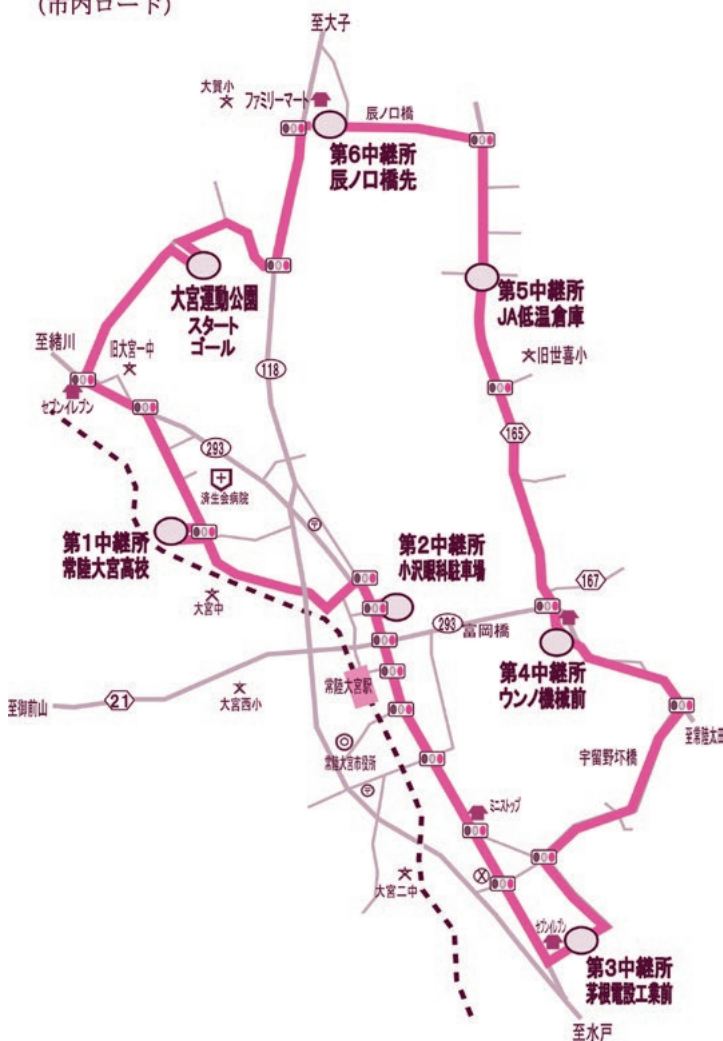 (市内ロード)
至大子
大賀小
ファミリーマート
辰ノ口橋
第6中継所
辰ノ口橋先
大宮運動公園
スタート
ゴール
第5中継所
JA低温倉庫
至緒川
旧大宮一中
旧世喜小
118
セブンイレブン
165
293
済生会病院
〒
第1中継所
常陸大宮高校
第2中継所
小沢眼科駐車場
167
大宮中
293
富岡橋
第4中継所
ウンノ機械前
常陸大宮駅
21
大宮西小
至御前山
至常陸太田
宇留野圷橋
常陸大宮市役所
〒
ミニストップ
大宮二中
セブンイレブン
第3中継所
茅根電設工業前
至水戸